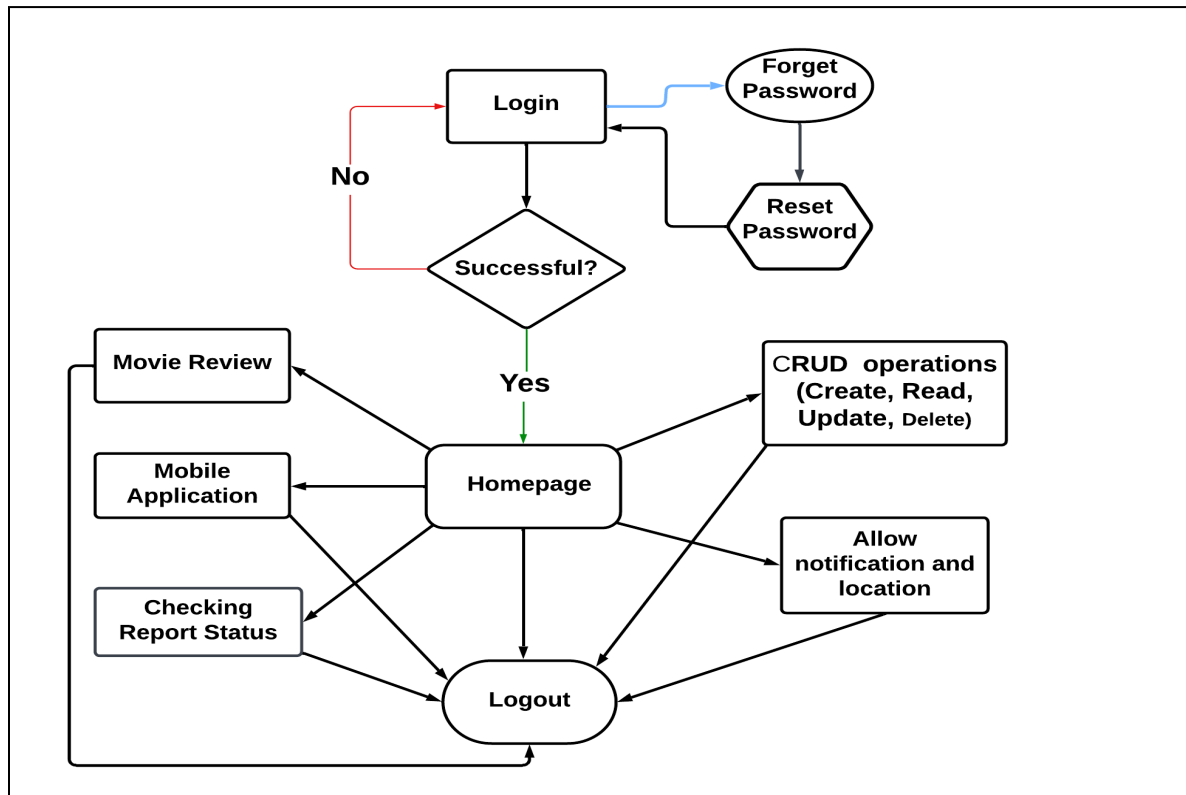 Login
Forget
Password
No
Reset
Password
Successful?
Movie Review
Yes
CRUD operations
(Create, Read,
Update, Delete)
Mobile
Application
Homepage
Allow
notification and
location
Checking
Report Status
Logout